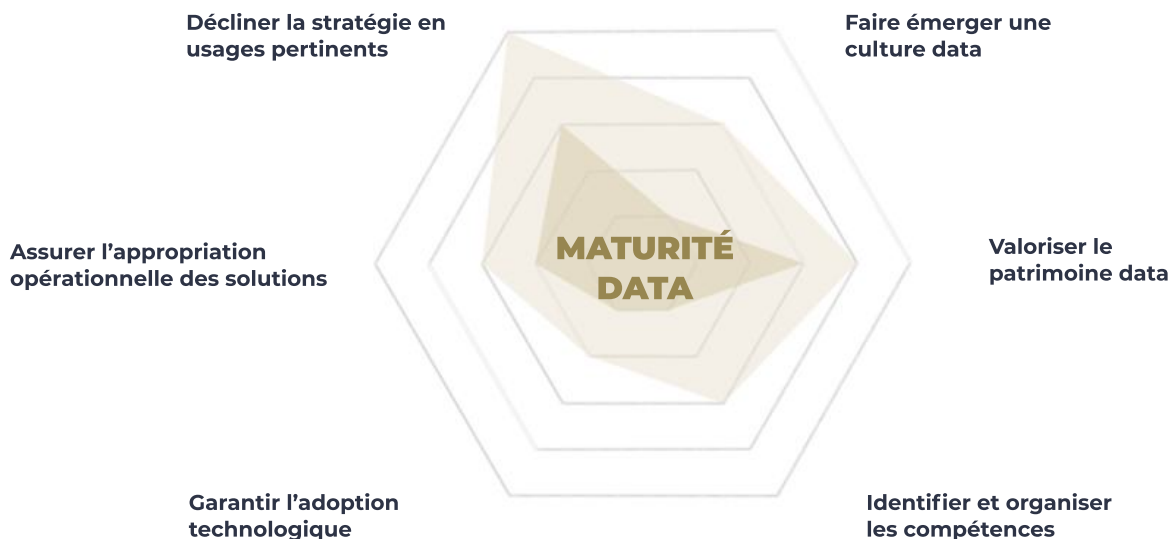 Décliner la stratégie en
usages pertinents
Faire émerger une
culture data
Assurer l’appropriation
opérationnelle des solutions
MATURITÉ
DATA
Valoriser le
patrimoine data
Garantir l’adoption
technologique
Identifier et organiser
les compétences